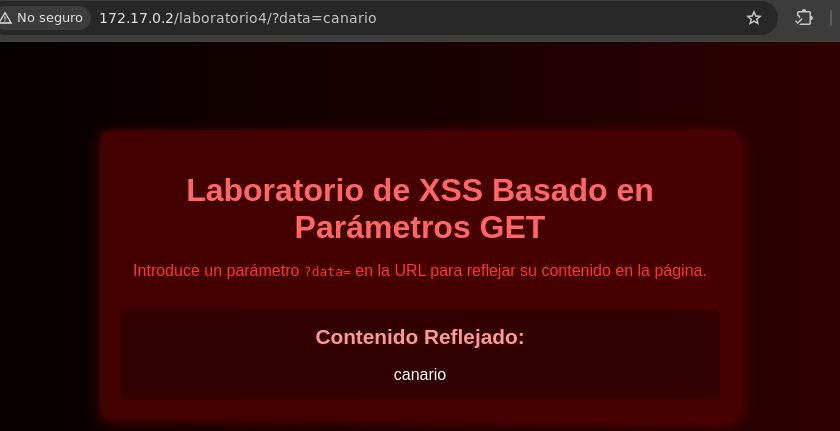 No seguro 172.17.0.2/laboratorio4/?data=canario
Laboratorio de XSS Basado en
Parámetros GET
Introduce un parámetro ?data= en la URL para reflejar su contenido en la página.
Contenido Reflejado:
canario